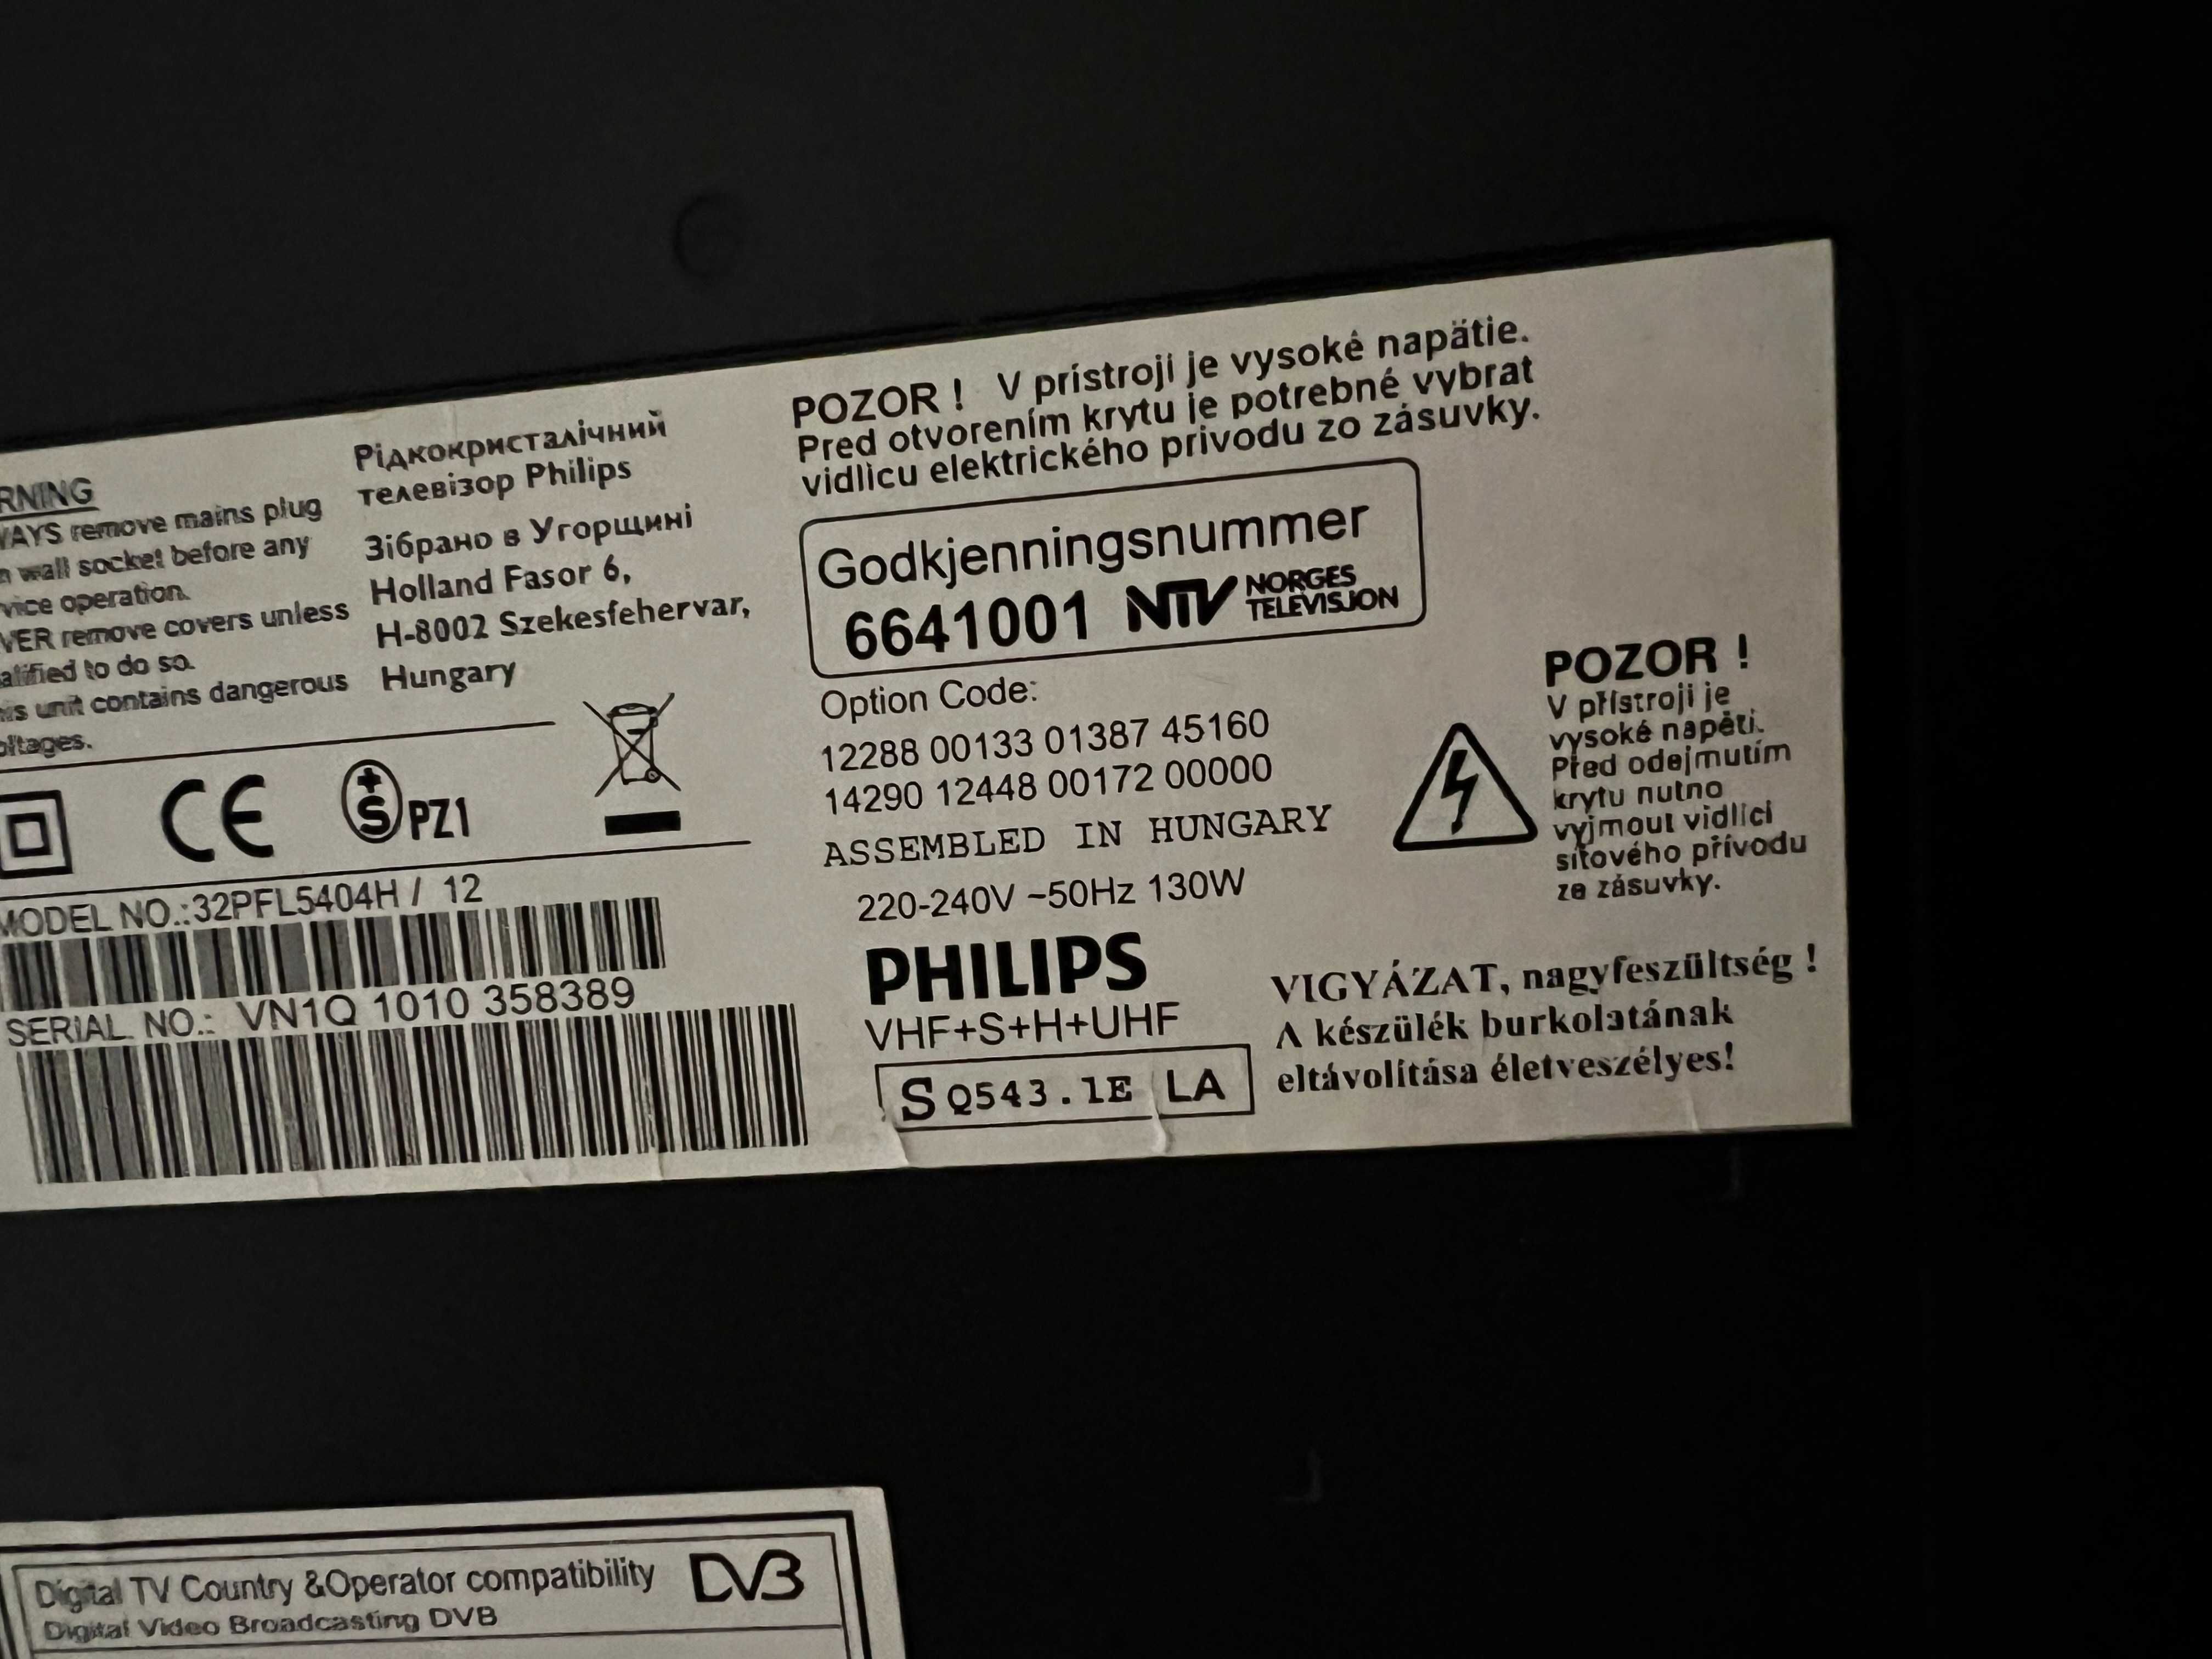 RNING
WAYS remove mains plug
n wall socket before any
vice operation.
VER remove covers unless
alified to do so.
his unit contains dangerous
oltages.
Рідкокристалічний
телевізор Philips
Зібрано в Угорщині
Holland Fasor 6,
H-8002 Szekesfehervar,
Hungary
CE
+S PZ1
MODEL NO.:32PFL5404H / 12
SERIAL NO.: VN1Q 1010 358389
POZOR ! V prístroji je vysoké napätie.
Pred otvorením krytu je potrebné vybrat
vidlicu elektrického privodu zo zásuvky.
Godkjenningsnummer
6641001 NTV NORGES
TELEVISJON
Option Code:
12288 00133 01387 45160
14290 12448 00172 00000
ASSEMBLED IN HUNGARY
220-240V ~50Hz 130W
PHILIPS
VHF+S+H+UHF
S Q543.1E LA
POZOR !
V přístroji je
vysoké napětí.
Před odejmutím
krytu nutno
vyjmout vidlici
síťového přívodu
ze zásuvky.
VIGYÁZAT, nagyfeszültség !
A készülék burkolatának
eltávolítása életveszélyes!
Digital TV Country &Operator compatibility
DVB
Digital Video Broadcasting DVB